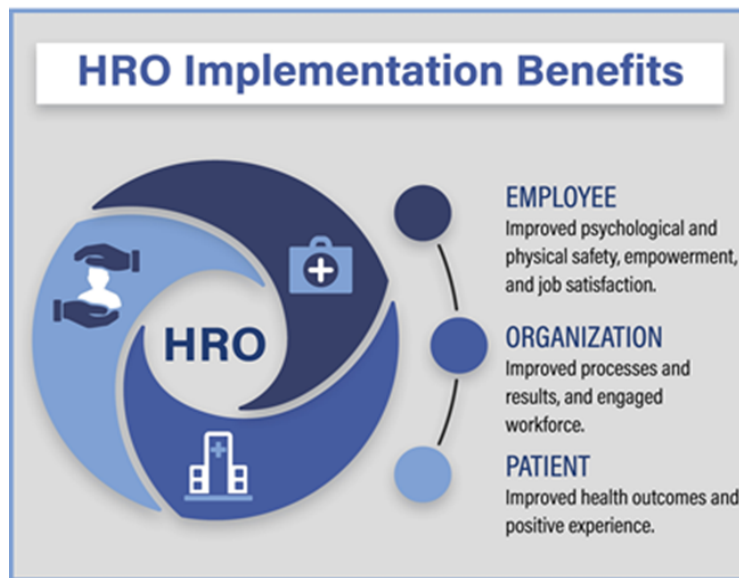 HRO Implementation Benefits
HRO
EMPLOYEE
Improved psychological and
physical safety, empowerment,
and job satisfaction.
ORGANIZATION
Improved processes and
results, and engaged
workforce.
PATIENT
Improved health outcomes and
positive experience.